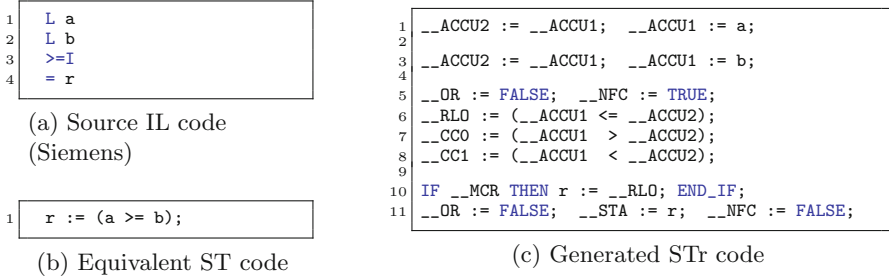 1 L a
2 L b
3 >=I
4 = r
(a) Source IL code
(Siemens)
1 r := (a >= b);
(b) Equivalent ST code
1 __ACCU2 := __ACCU1; __ACCU1 := a;
2
3 __ACCU2 := __ACCU1; __ACCU1 := b;
4
5 __OR := FALSE; __NFC := TRUE;
6 __RLO := (__ACCU1 <= __ACCU2);
7 __CC0 := (__ACCU1 > __ACCU2);
8 __CC1 := (__ACCU1 < __ACCU2);
9
10 IF __MCR THEN r := __RLO; END_IF;
11 __OR := FALSE; __STA := r; __NFC := FALSE;
(c) Generated STr code